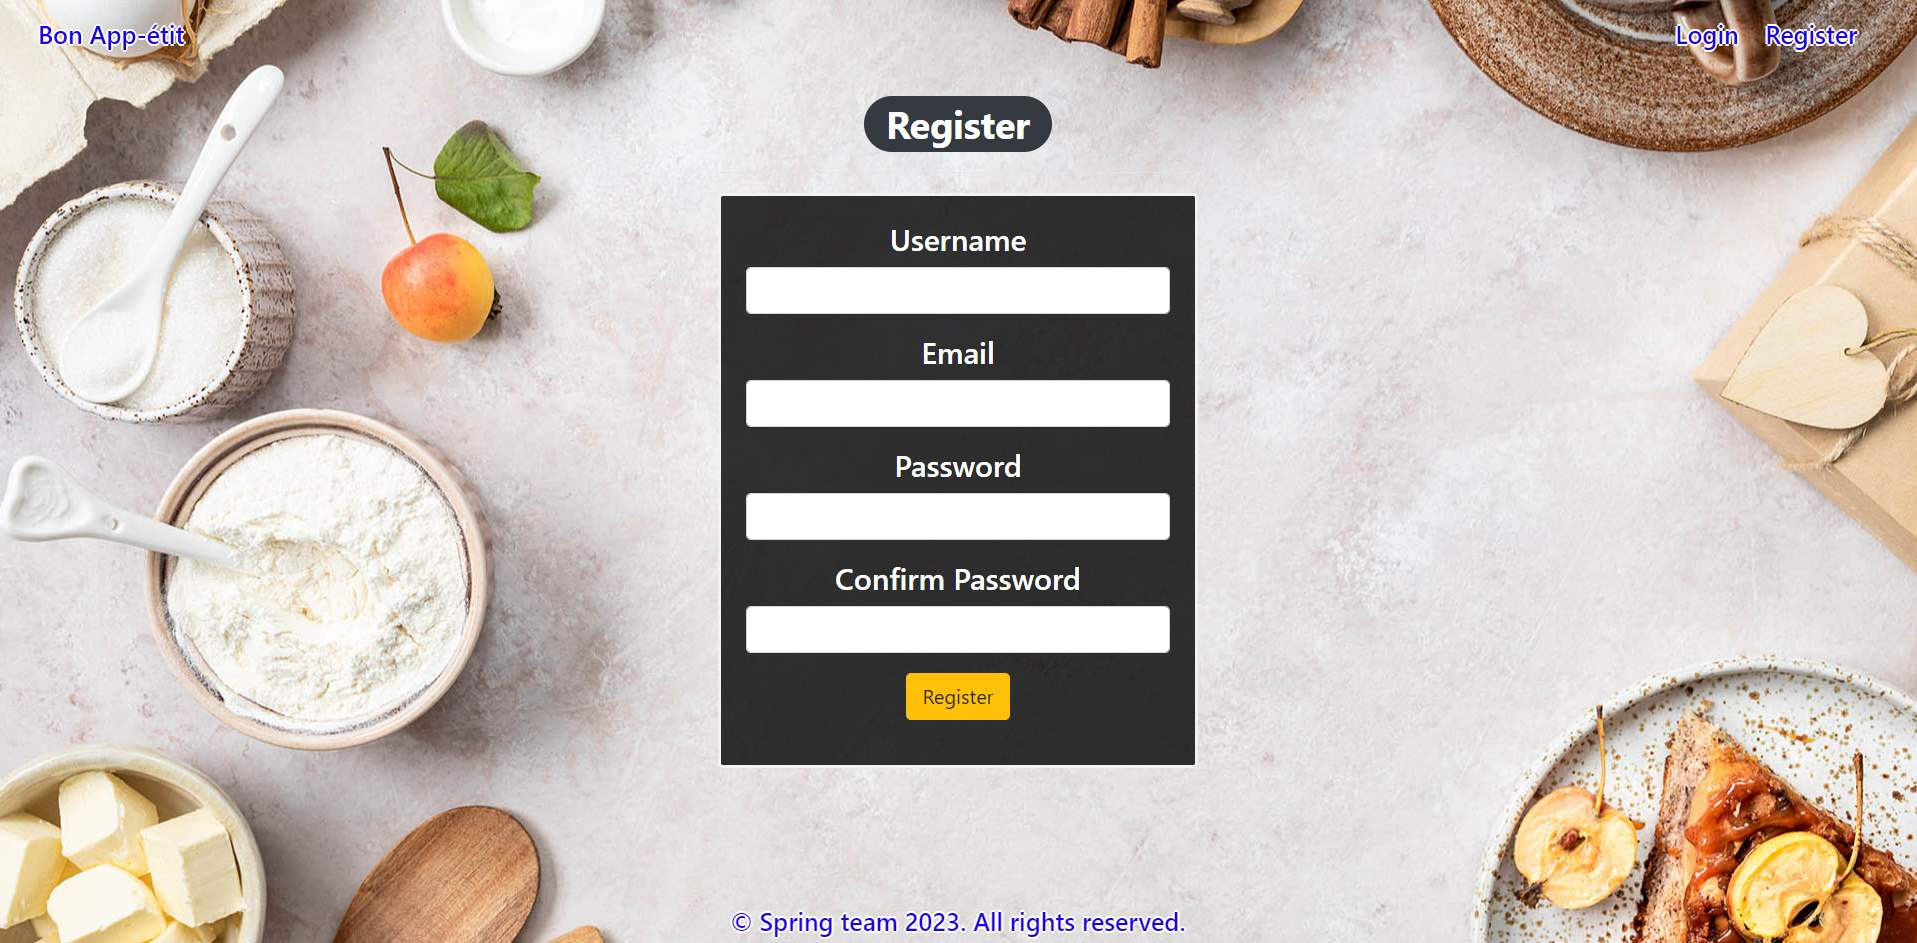 Bon App-étit
Login Register
Register
Username
Email
Password
Confirm Password
Register
© Spring team 2023. All rights reserved.